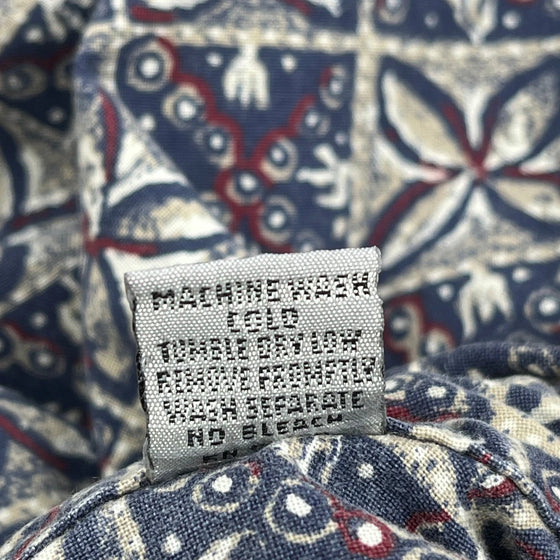 MACHINE WASH
COLD
TUMBLE DRY LOW
REMOVE PROMPTLY
WASH SEPARATE
NO BLEACH